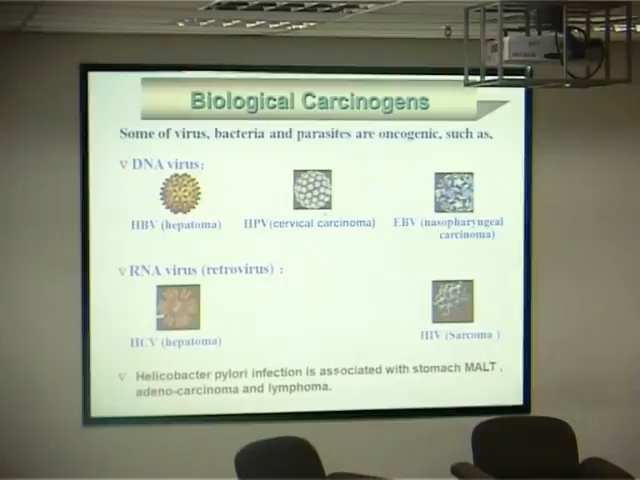 Biological Carcinogens
Some of virus, bacteria and parasites are oncogenic, such as,
DNA virus:
HBV (hepatoma) HPV(cervical carcinoma) EBV (nasopharyngeal
carcinoma)
RNA virus (retrovirus) :
HCV (hepatoma) HIV (Sarcoma )
Helicobacter pylori infection is associated with stomach MALT ,
adeno-carcinoma and lymphoma.